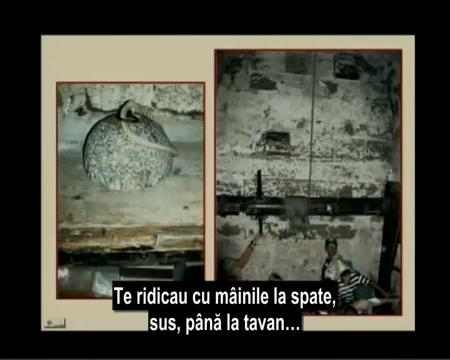 Te ridicau cu mâinile la spate,
sus, până la tavan...